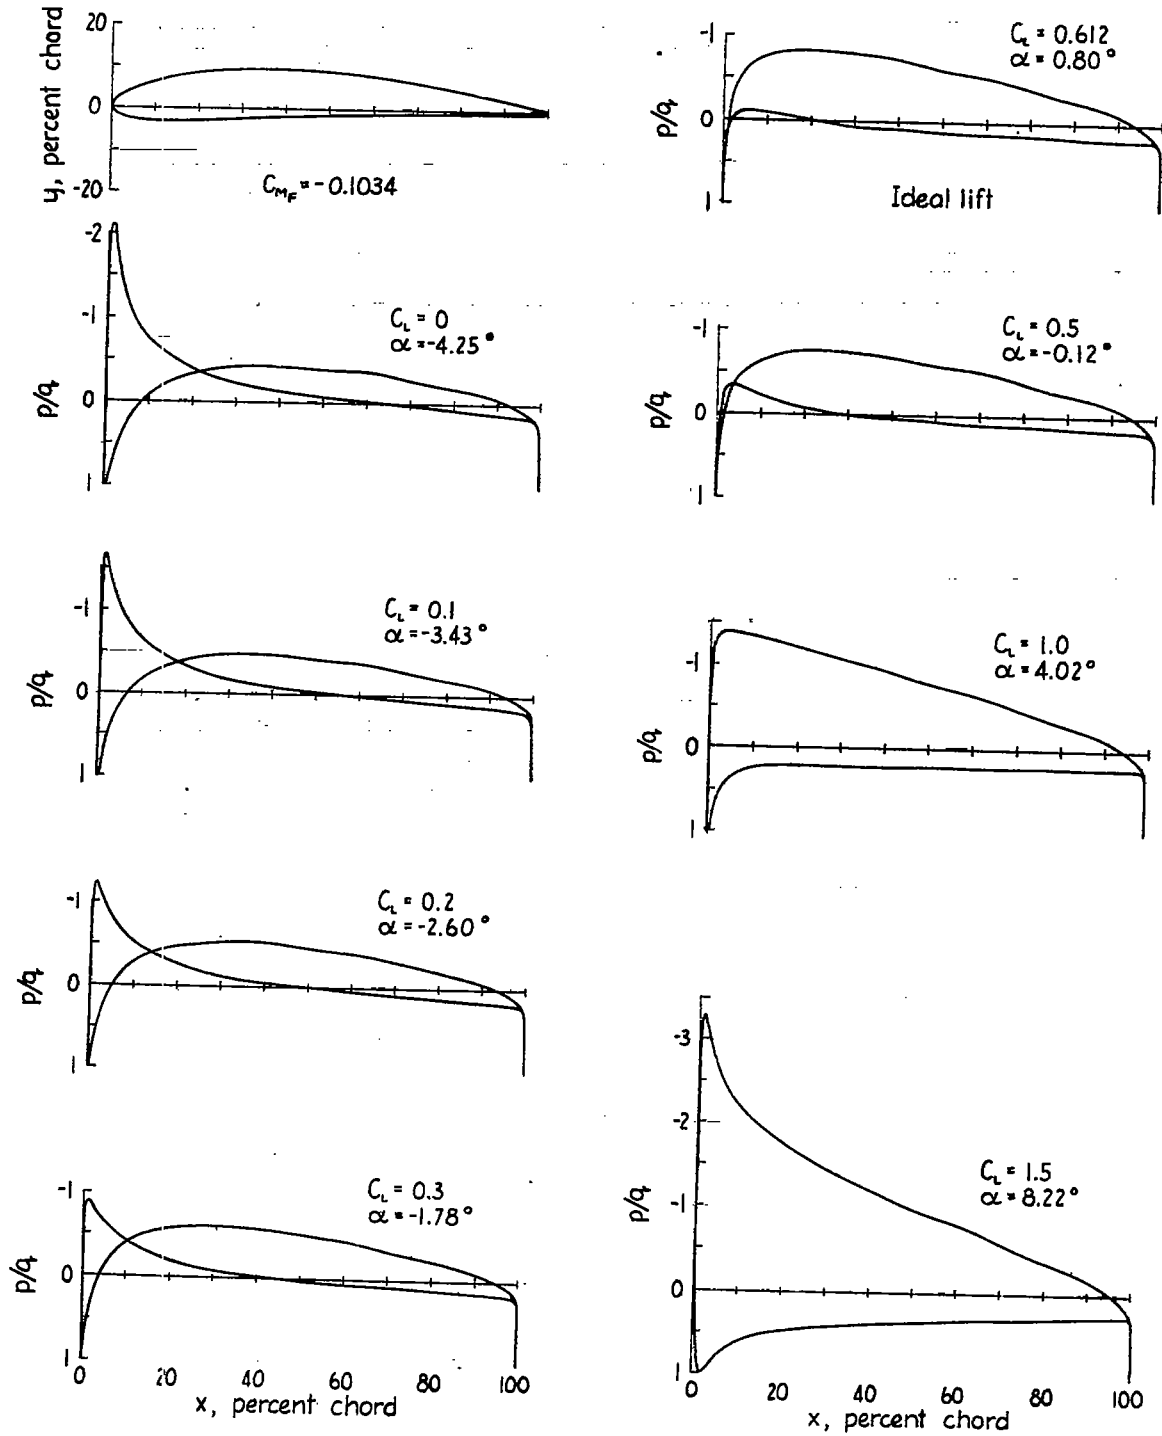 y, percent chord
20
0
-20
C_MF = -0.1034
p/q
-2
-1
0
1
C_L = 0
α = -4.25°
p/q
-1
0
1
C_L = 0.1
α = -3.43°
p/q
-1
0
1
C_L = 0.2
α = -2.60°
p/q
-1
0
1
C_L = 0.3
α = -1.78°
0 20 40 60 80 100
x, percent chord
p/q
-1
0
1
C_L = 0.612
α = 0.80°
Ideal lift
p/q
-1
0
1
C_L = 0.5
α = -0.12°
p/q
-1
0
1
C_L = 1.0
α = 4.02°
p/q
-3
-2
-1
0
1
C_L = 1.5
α = 8.22°
0 20 40 60 80 100
x, percent chord